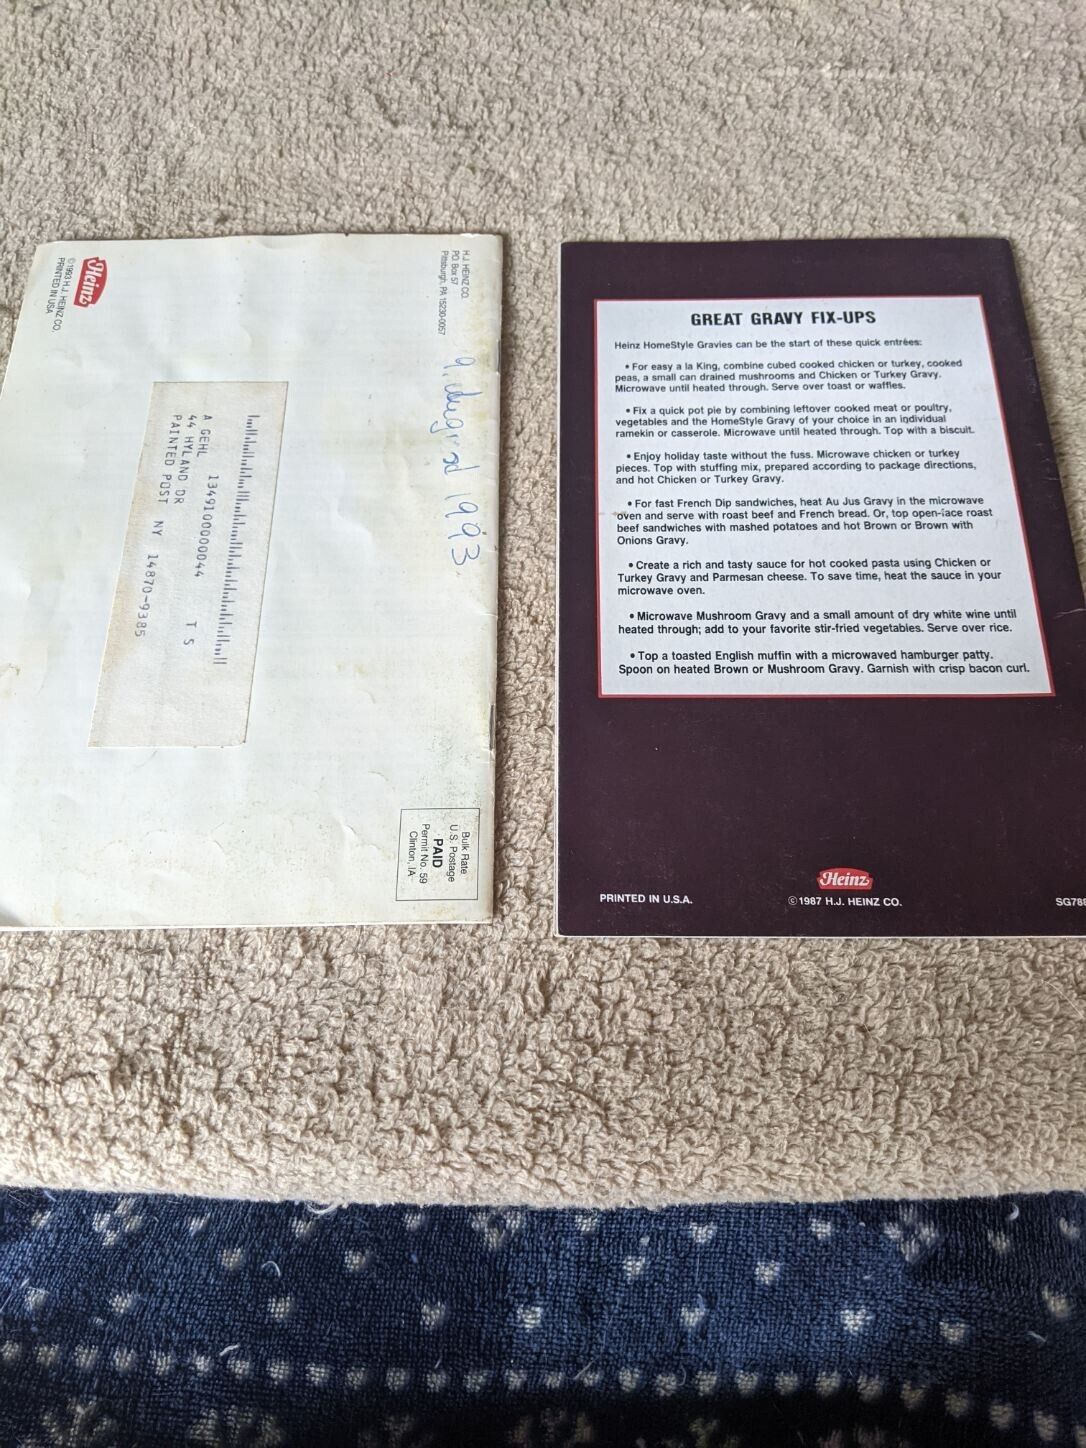 Heinz
©1993 H.J. HEINZ CO.
PRINTED IN USA
H.J. HEINZ CO.
P.O. Box 57
Pittsburgh, PA 15230-0057
1993
134910000044 T S
A GEHL
44 HYLAND DR
PAINTED POST NY 14870-9385
Bulk Rate
U.S. Postage
PAID
Permit No. 59
Clinton, IA
GREAT GRAVY FIX-UPS
Heinz HomeStyle Gravies can be the start of these quick entrées:
• For easy a la King, combine cubed cooked chicken or turkey, cooked
peas, a small can drained mushrooms and Chicken or Turkey Gravy.
Microwave until heated through. Serve over toast or waffles.
• Fix a quick pot pie by combining leftover cooked meat or poultry,
vegetables and the HomeStyle Gravy of your choice in an individual
ramekin or casserole. Microwave until heated through. Top with a biscuit.
• Enjoy holiday taste without the fuss. Microwave chicken or turkey
pieces. Top with stuffing mix, prepared according to package directions,
and hot Chicken or Turkey Gravy.
• For fast French Dip sandwiches, heat Au Jus Gravy in the microwave
oven and serve with roast beef and French bread. Or, top open-face roast
beef sandwiches with mashed potatoes and hot Brown or Brown with
Onions Gravy.
• Create a rich and tasty sauce for hot cooked pasta using Chicken or
Turkey Gravy and Parmesan cheese. To save time, heat the sauce in your
microwave oven.
• Microwave Mushroom Gravy and a small amount of dry white wine until
heated through; add to your favorite stir-fried vegetables. Serve over rice.
• Top a toasted English muffin with a microwaved hamburger patty.
Spoon on heated Brown or Mushroom Gravy. Garnish with crisp bacon curl.
Heinz
PRINTED IN U.S.A.
© 1987 H.J. HEINZ CO.